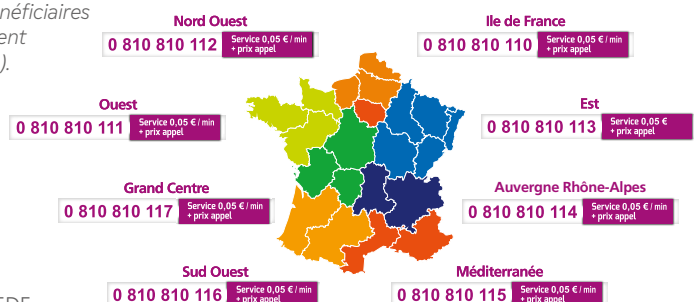 énéficiaires
ent
).
Nord Ouest
0 810 810 112 Service 0,05 € / min
+ prix appel
Ile de France
0 810 810 110 Service 0,05 € / min
+ prix appel
Ouest
0 810 810 111 Service 0,05 € / min
+ prix appel
Est
0 810 810 113 Service 0,05 €
+ prix appel
Grand Centre
0 810 810 117 Service 0,05 € / min
+ prix appel
Auvergne Rhône-Alpes
0 810 810 114 Service 0,05 € / min
+ prix appel
Sud Ouest
0 810 810 116 Service 0,05 € / min
+ prix appel
Méditerranée
0 810 810 115 Service 0,05 € / min
+ prix appel